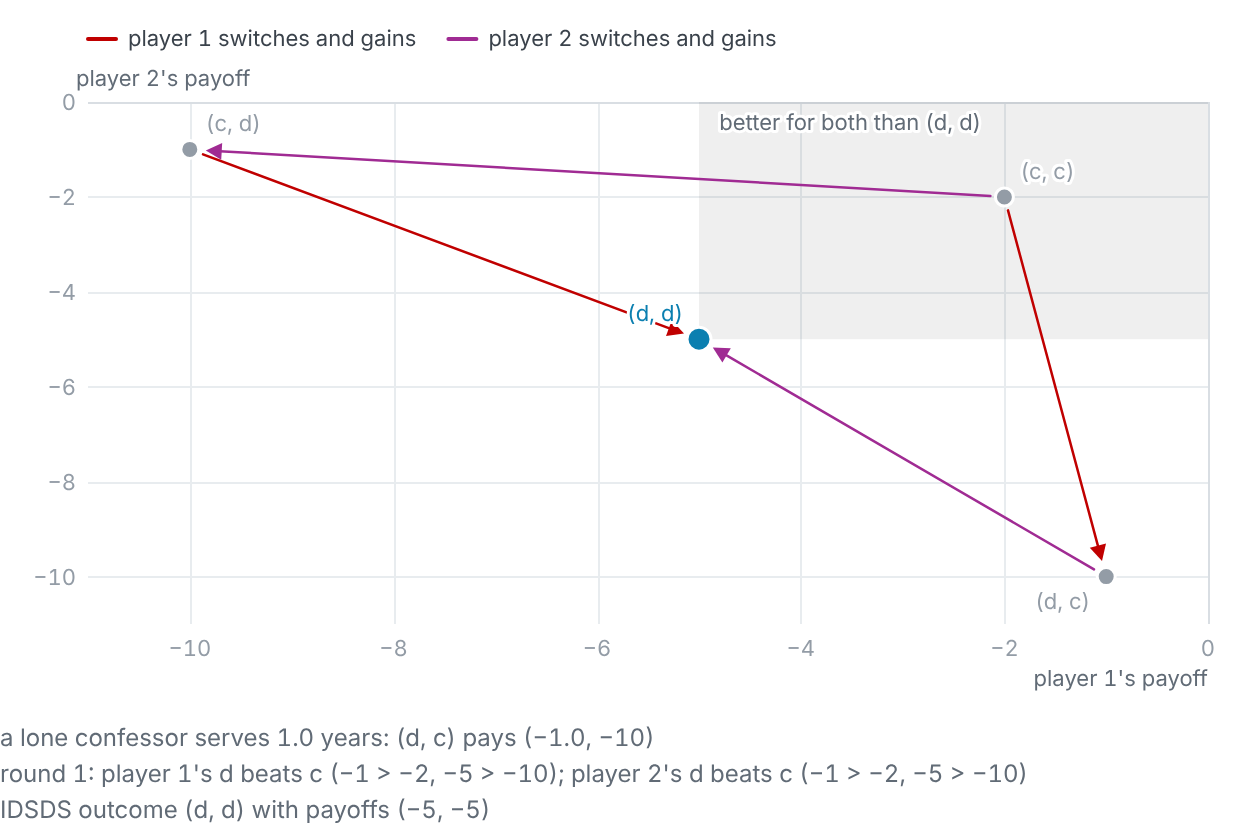 player 1 switches and gains
player 2 switches and gains
player 2's payoff
0
(c, d)
better for both than (d, d)
(c, c)
−2
−4
(d, d)
−6
−8
−10
(d, c)
−10
−8
−6
−4
−2
0
player 1's payoff
a lone confessor serves 1.0 years: (d, c) pays (−1.0, −10)
round 1: player 1's d beats c (−1 > −2, −5 > −10); player 2's d beats c (−1 > −2, −5 > −10)
IDSDS outcome (d, d) with payoffs (−5, −5)